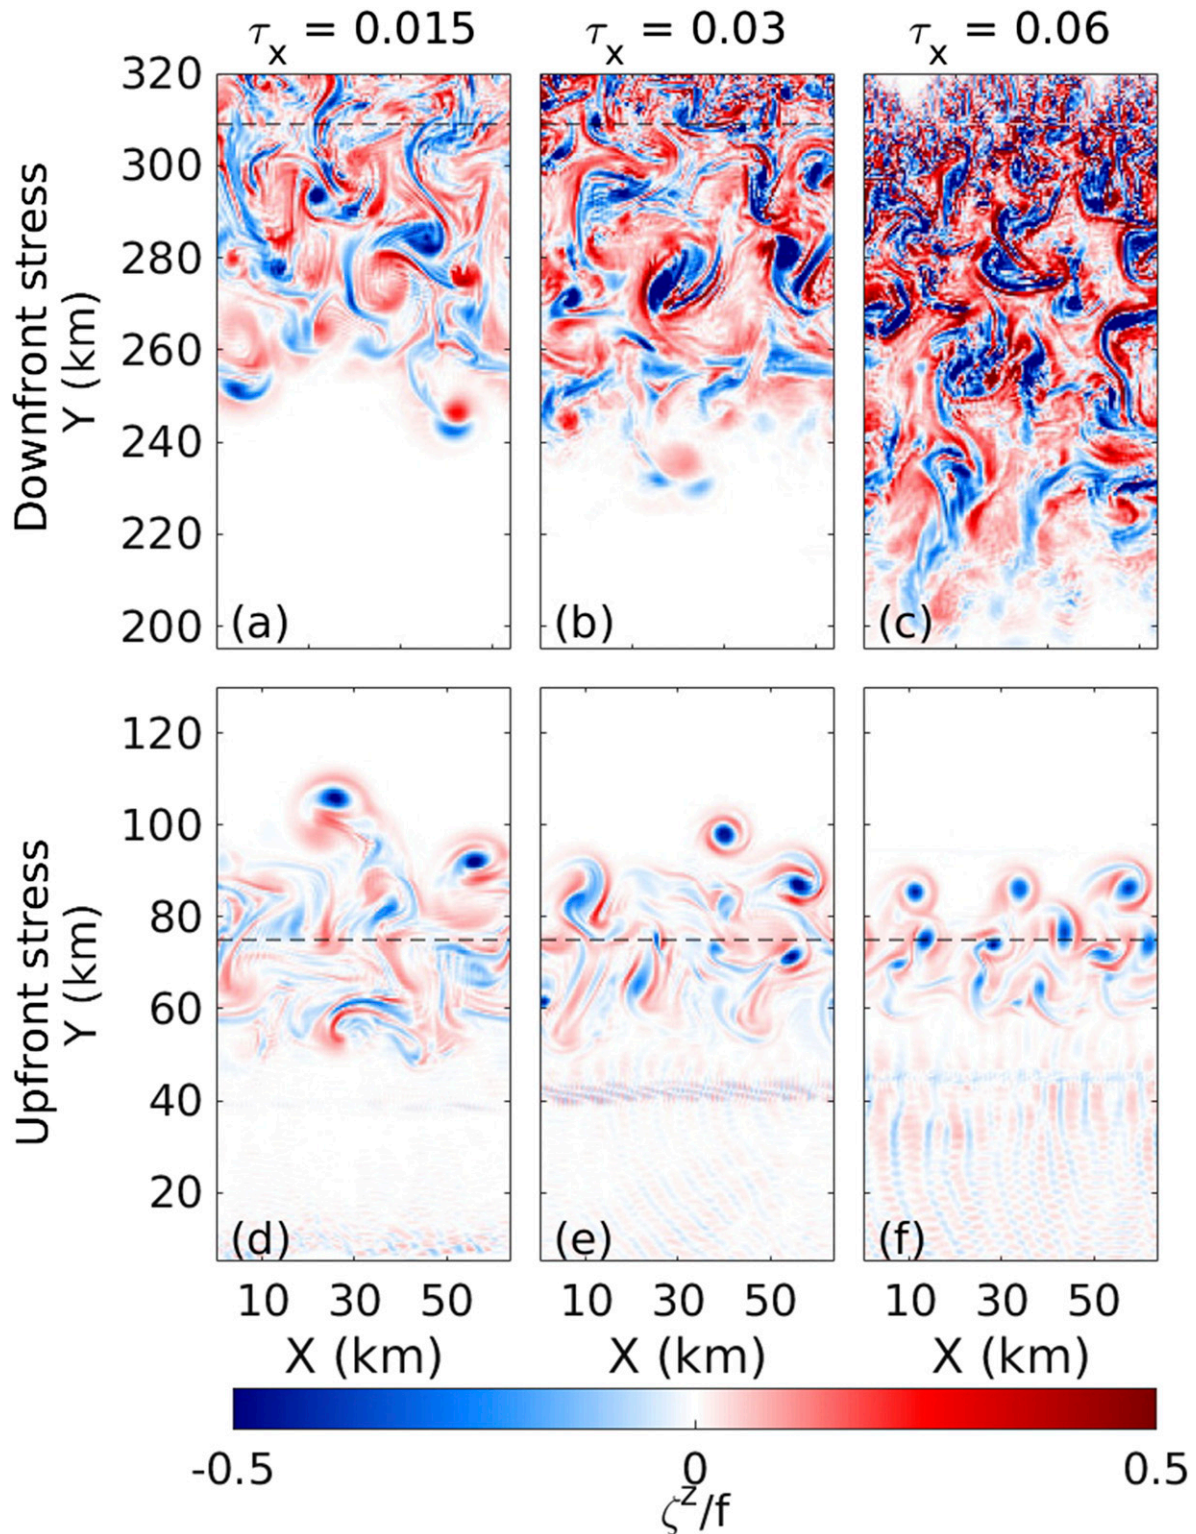 τx = 0.015
τx = 0.03
τx = 0.06
Downfront stress
Y (km)
320
300
280
260
240
220
200
(a)
(b)
(c)
Upfront stress
Y (km)
120
100
80
60
40
20
(d)
(e)
(f)
10 30 50
10 30 50
10 30 50
X (km)
X (km)
X (km)
-0.5 0 0.5
ζz/f